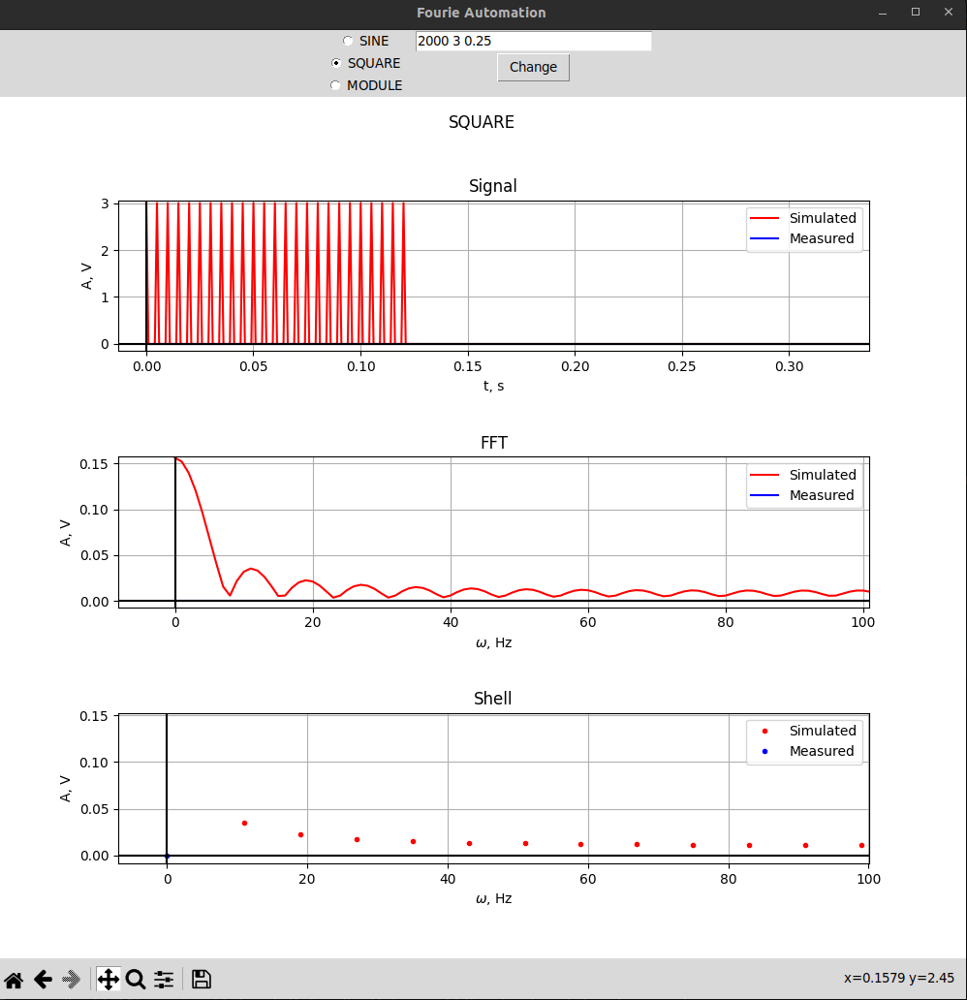 Fourie Automation
SINE
2000 3 0.25
SQUARE
Change
MODULE
SQUARE
Signal
3
2
1
0
A, V
Simulated
Measured
0.00 0.05 0.10 0.15 0.20 0.25 0.30
t, s
FFT
0.15
0.10
0.05
0.00
A, V
Simulated
Measured
0 20 40 60 80 100
ω, Hz
Shell
0.15
0.10
0.05
0.00
A, V
Simulated
Measured
0 20 40 60 80 100
ω, Hz
x=0.1579 y=2.45